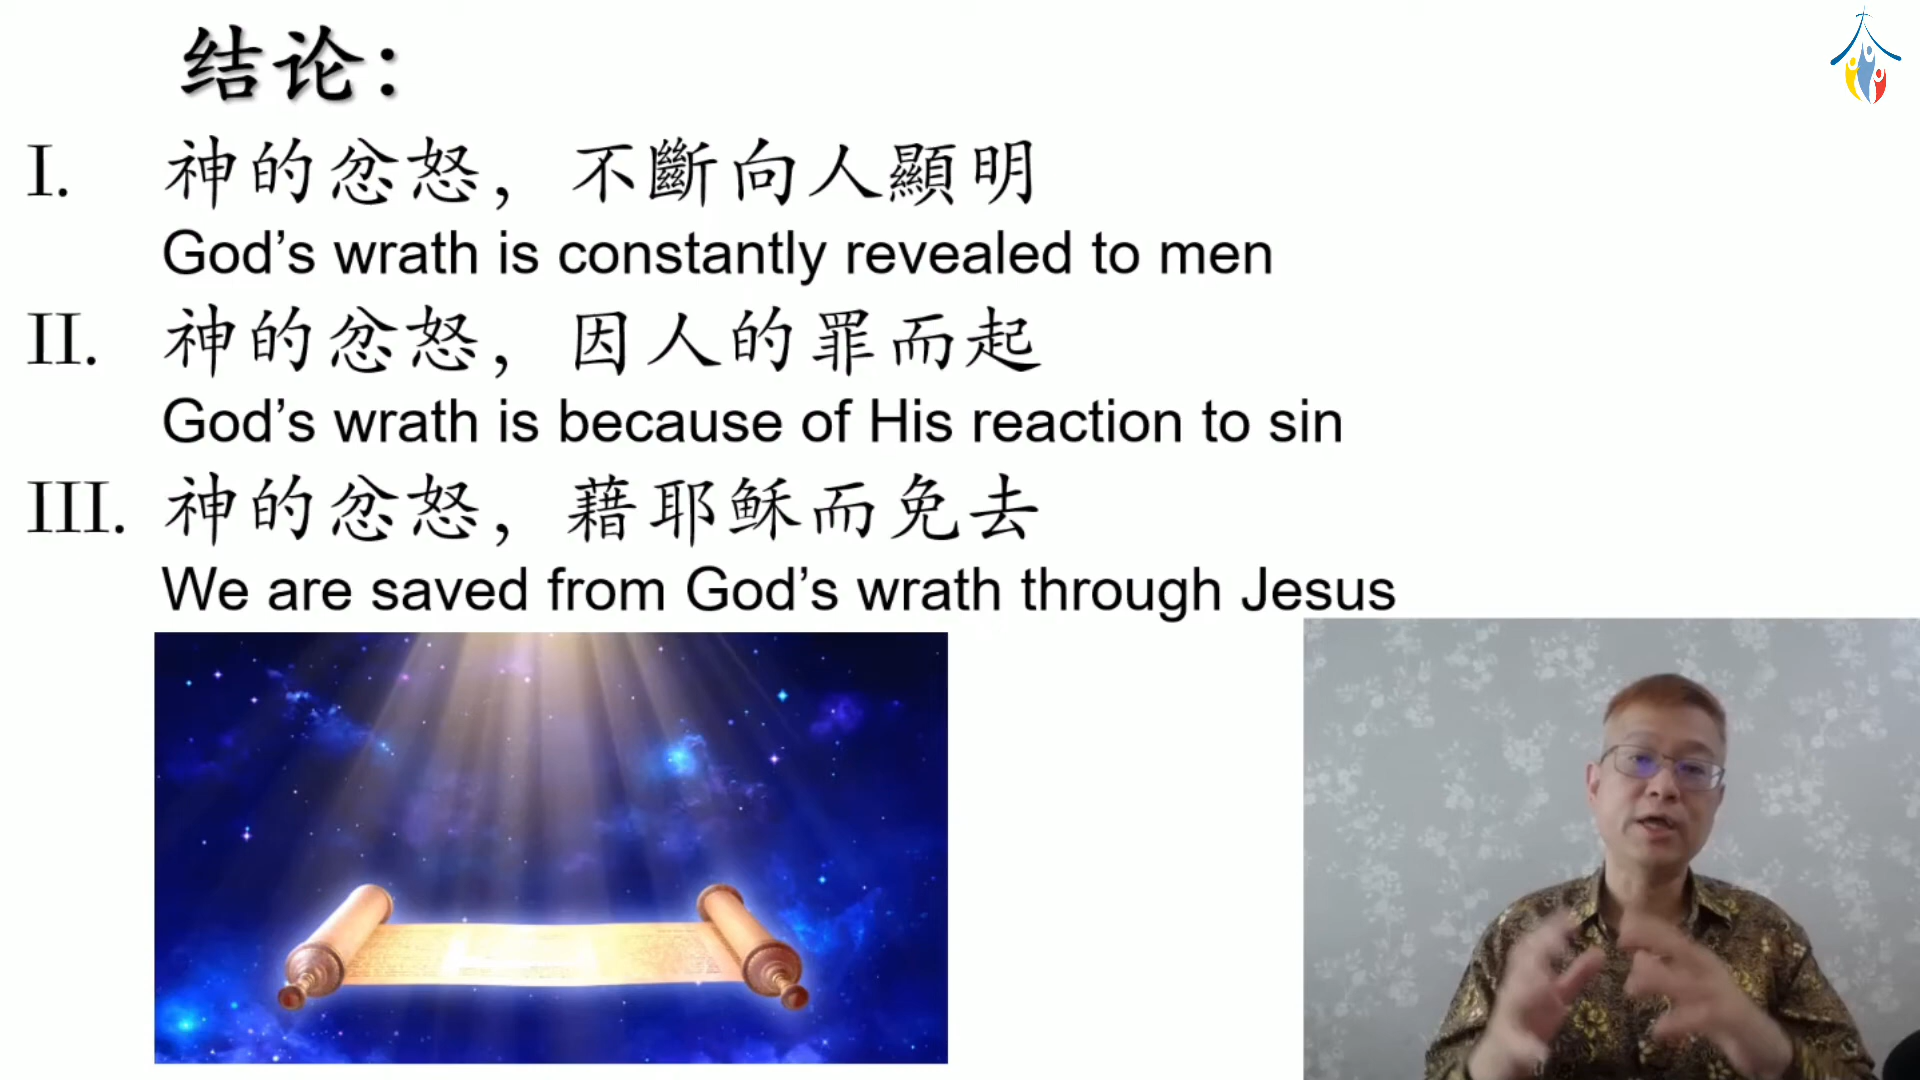 结论：
I. 神的忿怒，不斷向人顯明
God’s wrath is constantly revealed to men
II. 神的忿怒，因人的罪而起
God’s wrath is because of His reaction to sin
III. 神的忿怒，藉耶稣而免去
We are saved from God’s wrath through Jesus